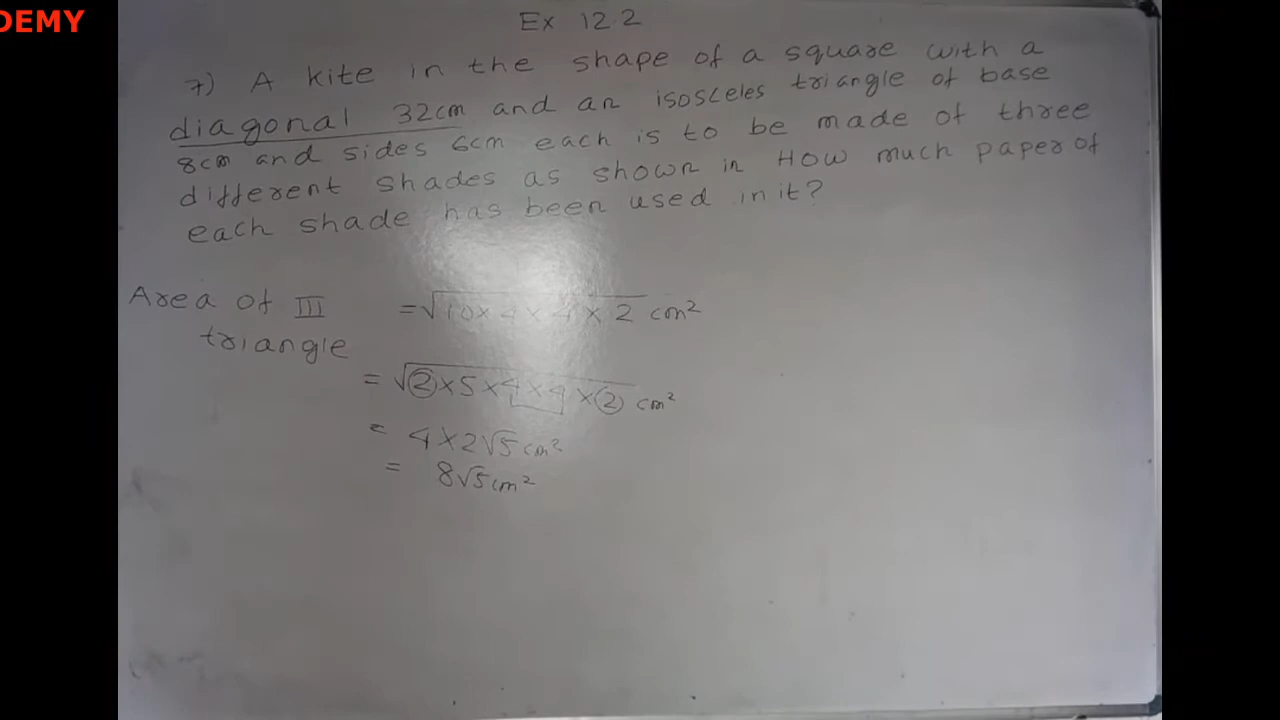 DEMY
Ex 12.2
7) A kite in the shape of a square with a
diagonal 32cm and an isosceles triangle of base
8cm and sides 6cm each is to be made of three
different shades as shown in How much paper of
each shade has been used in it?
Area of III = √10 × 4 × 4 × 2 cm²
triangle
= √2 × 5 × 4 × 4 × 2 cm²
= 4 × 2√5 cm²
= 8√5 cm²